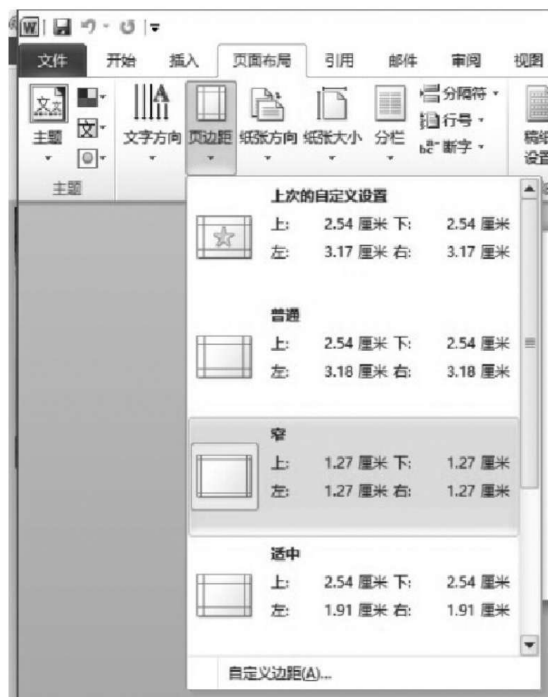 文件 开始 插入 页面布局 引用 邮件 审阅 视图
主题 文字方向 页边距 纸张方向 纸张大小 分栏
分隔符
行号
断字
稿纸
设置
主题
上次的自定义设置
上: 2.54 厘米 下: 2.54 厘米
左: 3.17 厘米 右: 3.17 厘米
普通
上: 2.54 厘米 下: 2.54 厘米
左: 3.18 厘米 右: 3.18 厘米
窄
上: 1.27 厘米 下: 1.27 厘米
左: 1.27 厘米 右: 1.27 厘米
适中
上: 2.54 厘米 下: 2.54 厘米
左: 1.91 厘米 右: 1.91 厘米
自定义边距(A)...